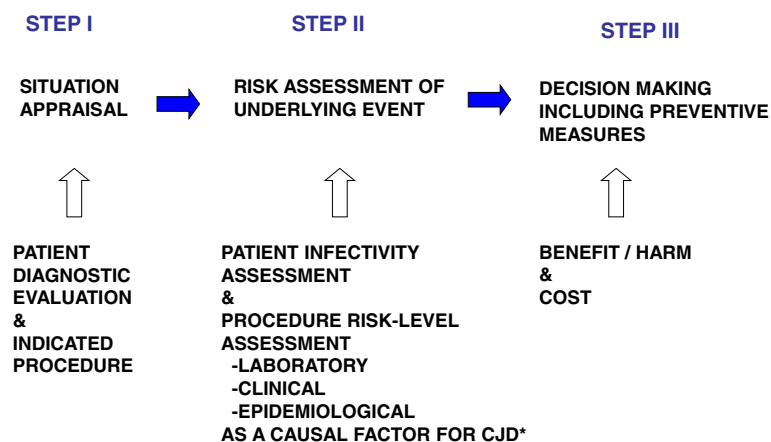 STEP I
STEP II
STEP III
SITUATION
APPRAISAL
RISK ASSESSMENT OF
UNDERLYING EVENT
DECISION MAKING
INCLUDING PREVENTIVE
MEASURES
PATIENT
DIAGNOSTIC
EVALUATION
&
INDICATED
PROCEDURE
PATIENT INFECTIVITY
ASSESSMENT
&
PROCEDURE RISK-LEVEL
ASSESSMENT
-LABORATORY
-CLINICAL
-EPIDEMIOLOGICAL
AS A CAUSAL FACTOR FOR CJD*
BENEFIT / HARM
&
COST